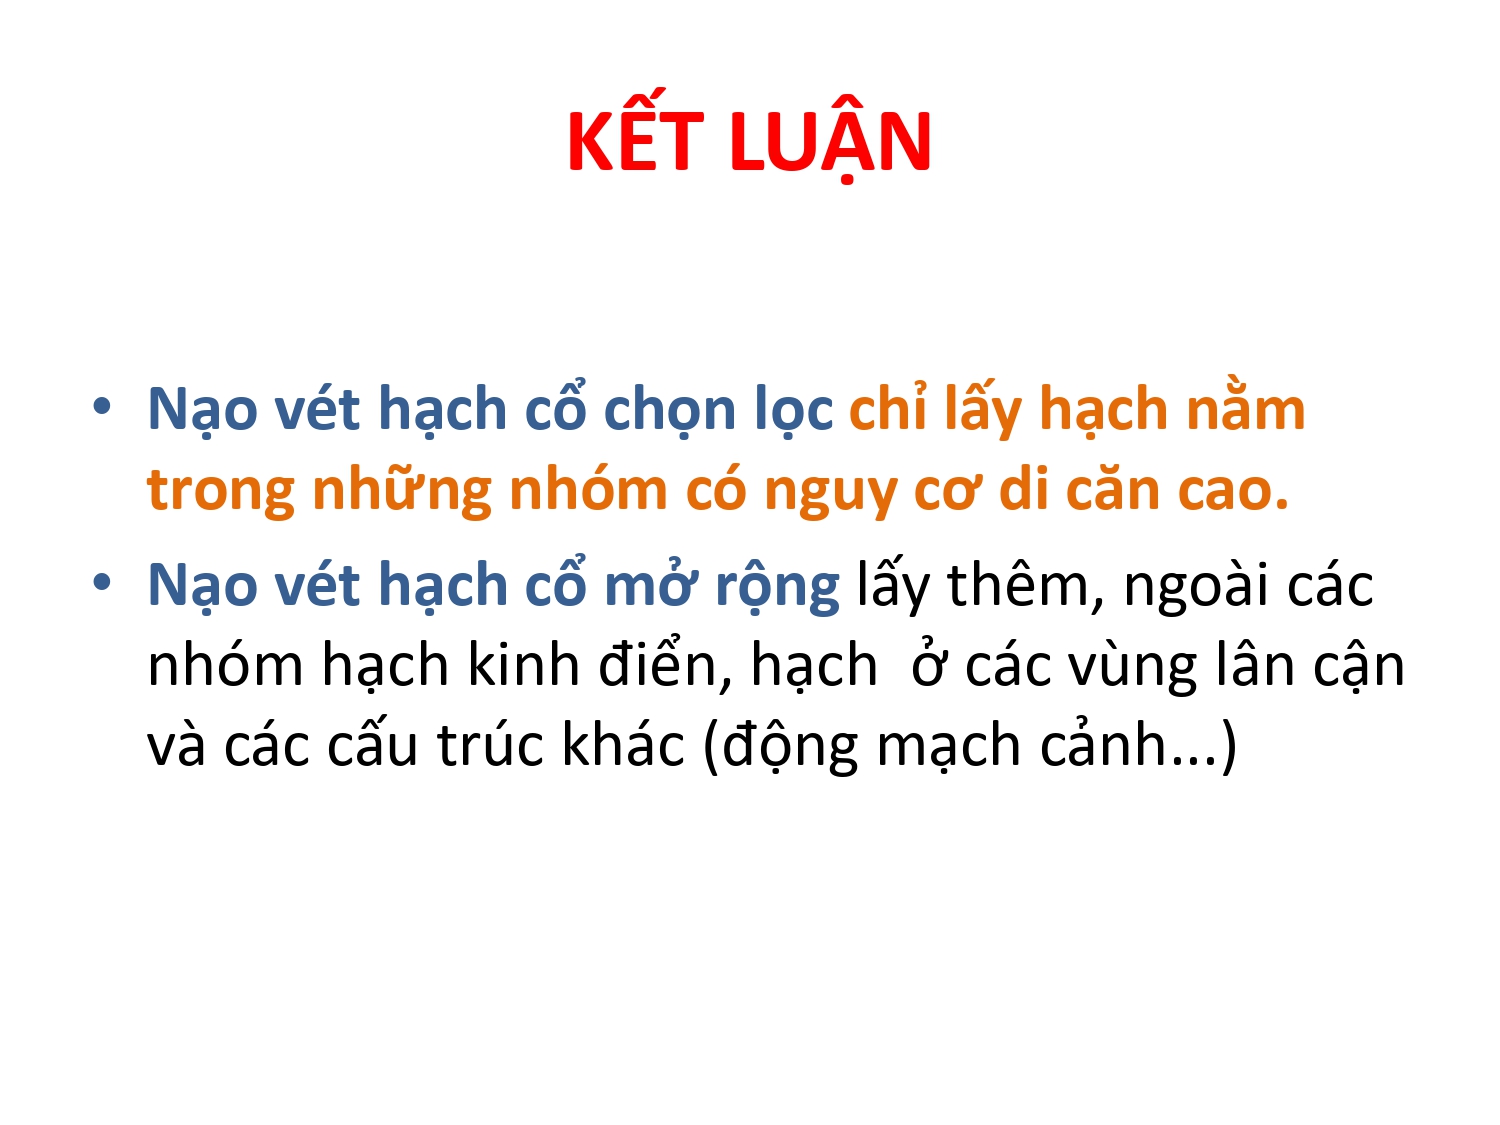 KẾT LUẬN
• Nạo vét hạch cổ chọn lọc chỉ lấy hạch nằm
trong những nhóm có nguy cơ di căn cao.
• Nạo vét hạch cổ mở rộng lấy thêm, ngoài các
nhóm hạch kinh điển, hạch  ở các vùng lân cận
và các cấu trúc khác (động mạch cảnh...)